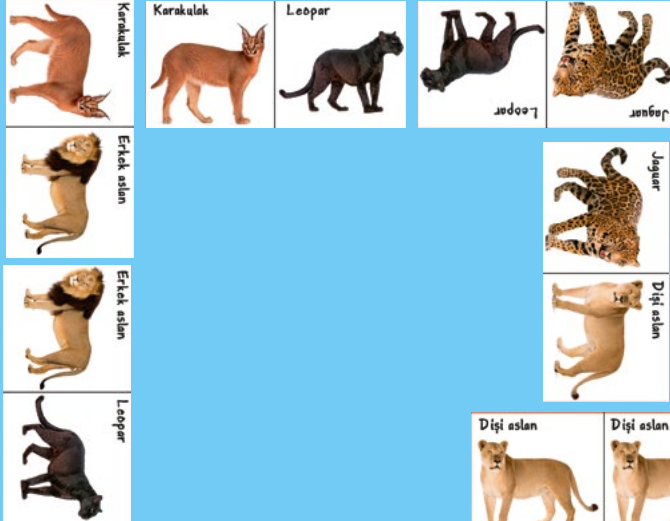 Karakulak
Karakulak
Leopar
Leopar
Jaguar
Erkek aslan
Jaguar
Erkek aslan
Dişi aslan
Leopar
Dişi aslan
Dişi aslan